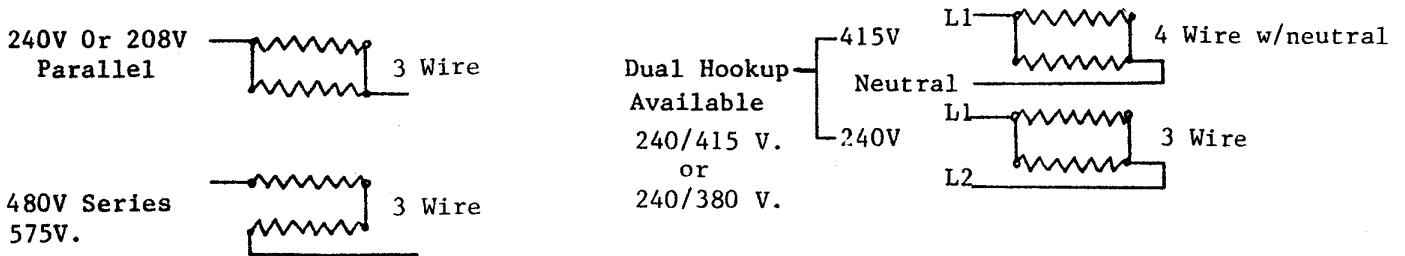 240V Or 208V
Parallel
3 Wire
480V Series
575V.
3 Wire
Dual Hookup
Available
240/415 V.
or
240/380 V.
415V
L1
4 Wire w/neutral
Neutral
240V
L1
3 Wire
L2